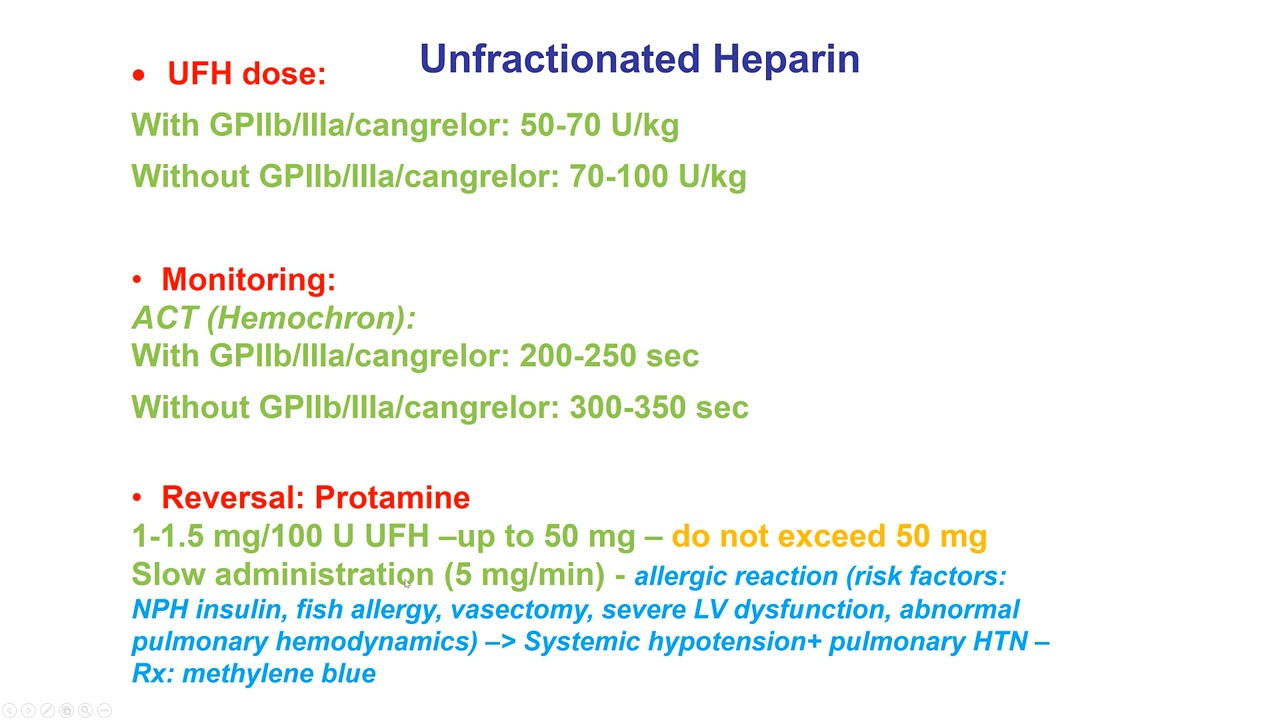 Unfractionated Heparin
• UFH dose:
With GPIIb/IIIa/cangrelor: 50-70 U/kg
Without GPIIb/IIIa/cangrelor: 70-100 U/kg
• Monitoring:
ACT (Hemochron):
With GPIIb/IIIa/cangrelor: 200-250 sec
Without GPIIb/IIIa/cangrelor: 300-350 sec
• Reversal: Protamine
1-1.5 mg/100 U UFH –up to 50 mg – do not exceed 50 mg
Slow administration (5 mg/min) - allergic reaction (risk factors:
NPH insulin, fish allergy, vasectomy, severe LV dysfunction, abnormal
pulmonary hemodynamics) –> Systemic hypotension+ pulmonary HTN –
Rx: methylene blue